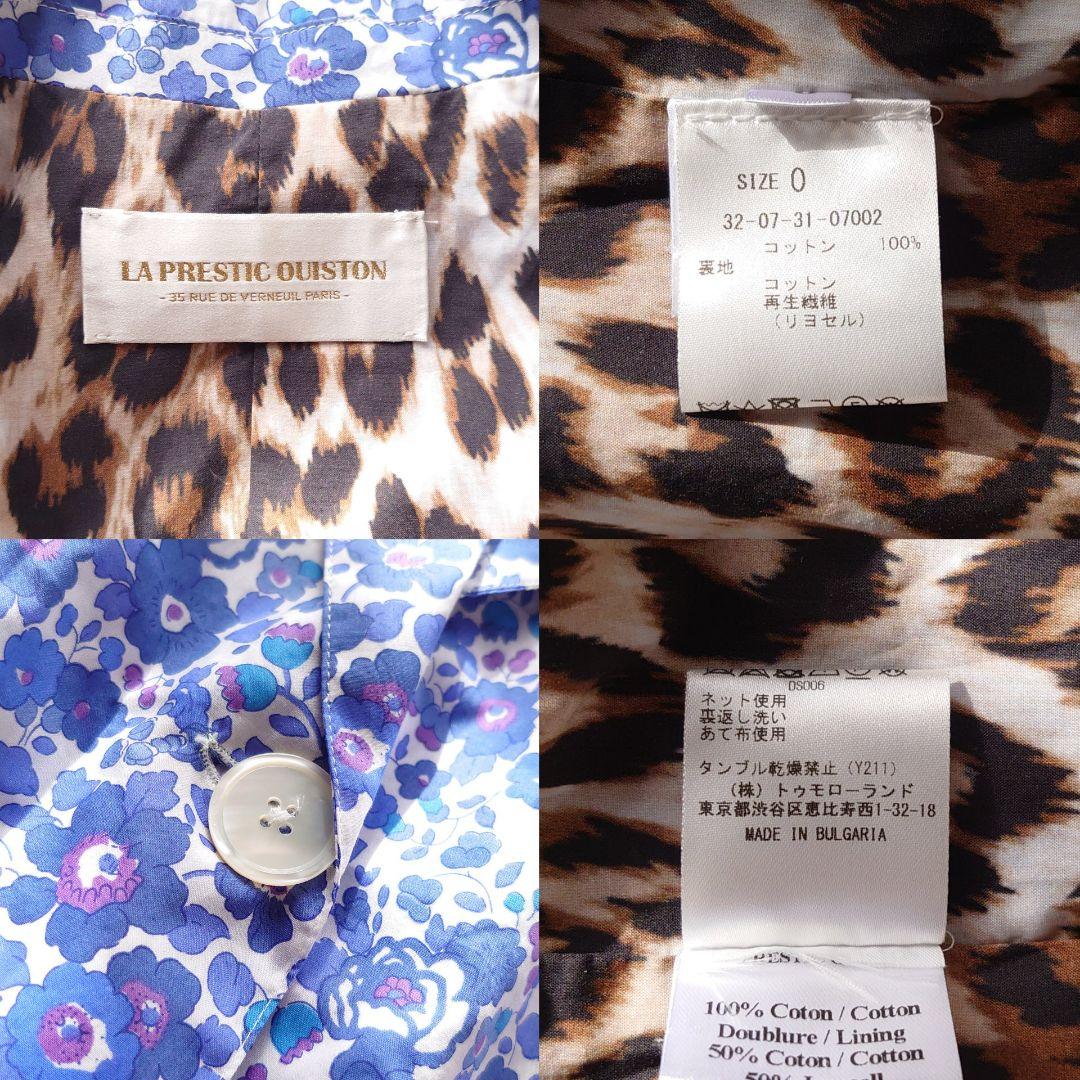 LA PRESTIC OUISTON
- 35 RUE DE VERNEUIL PARIS -
SIZE 0
32-07-31-07002
コットン 100%
裏地
コットン
再生繊維
(リヨセル)
DS006
ネット使用
裏返し洗い
あて布使用
タンブル乾燥禁止 (Y211)
(株) トゥモローランド
東京都渋谷区恵比寿西1-32-18
MADE IN BULGARIA
100% Coton / Cotton
Doublure / Lining
50% Coton / Cotton
50%